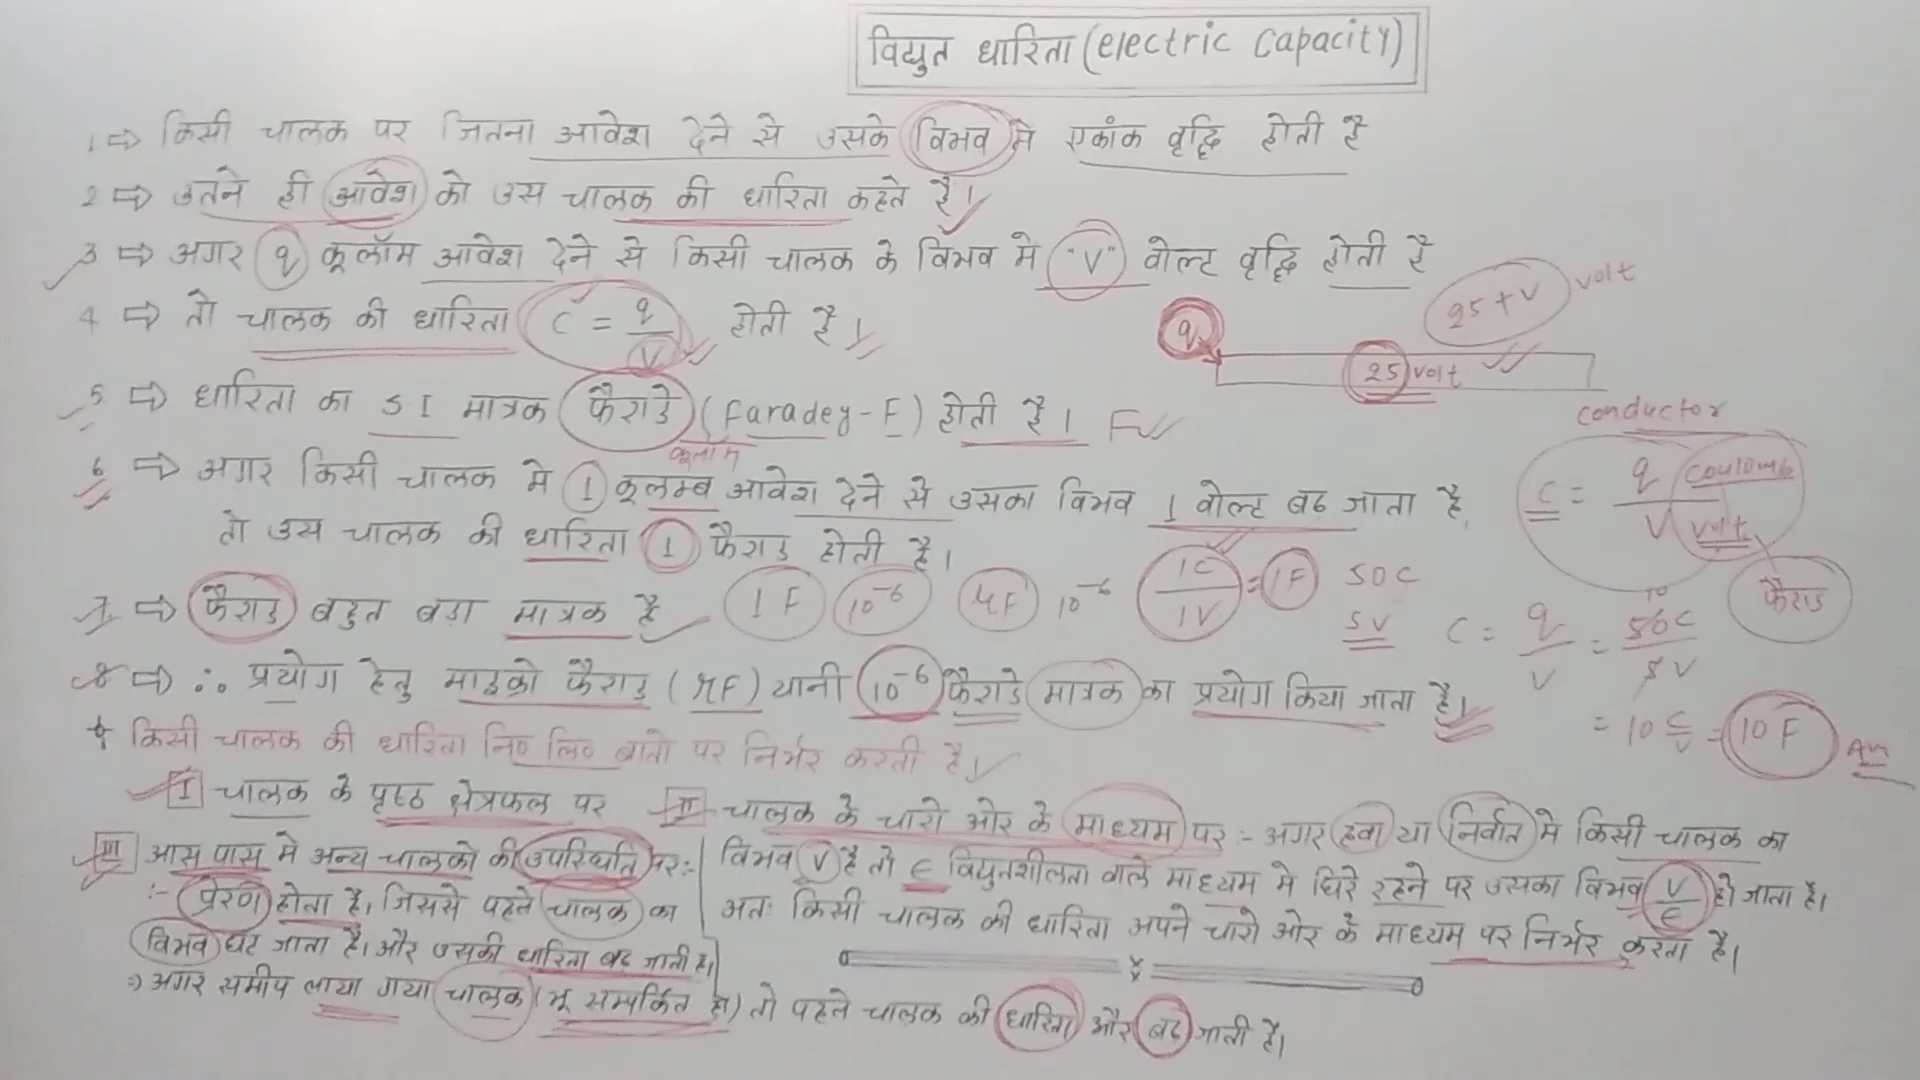 विद्युत धारिता (electric capacity)
1 ⇒ किसी चालक पर जितना आवेश देने से उसके विभव मे एकांक वृद्धि होती है
2 ⇒ उतने ही आवेश को उस चालक की धारिता कहते है।
3 ⇒ अगर q कूलॉम आवेश देने से किसी चालक के विभव मे "V" वोल्ट वृद्धि होती है
25 + V volt
4 ⇒ तो चालक की धारिता C = q/V होती है।
q
25 volt
5 ⇒ धारिता का SI मात्रक फैराडे (Faradey-F) होती है। F
conductor
C = q/V coulomb/volt
फैराड
कूलाम
6 ⇒ अगर किसी चालक मे 1 कूलम्ब आवेश देने से उसका विभव 1 वोल्ट बढ जाता है
तो उस चालक की धारिता 1 फैराड होती है।
7 ⇒ फैराड बहुत बड़ा मात्रक है
1F 10⁻⁶ μF 10⁻⁶ 1C/1V = 1F
50C
5V
C = q/V = 50C/5V
10
= 10 C/V = 10F An
8 ⇒ ∴ प्रयोग हेतु माइको फैराड (μF) यानी 10⁻⁶ फैराडे मात्रक का प्रयोग किया जाता है।
* किसी चालक की धारिता नि० लि० बातो पर निर्भर करती है।
I चालक के पृष्ठ क्षेत्रफल पर
II चालक के चारो ओर के माध्यम पर :- अगर हवा या निर्वात मे किसी चालक का
विभव V है तो ϵ विद्युतशीलता वाले माध्यम मे घिरे रहने पर उसका विभव V/ϵ हो जाता है।
अतः किसी चालक की धारिता अपने चारो ओर के माध्यम पर निर्भर करता है।
III आस पास मे अन्य चालको की उपस्थिति पर:-
:- प्रेरण होता है, जिससे पहले चालक का
विभव घट जाता है। और उसकी धारिता बढ जाती है।
⇒ अगर समीप लाया गया चालक (भू सम्पर्कित हो) तो पहले चालक की धारिता और बढ जाती है।